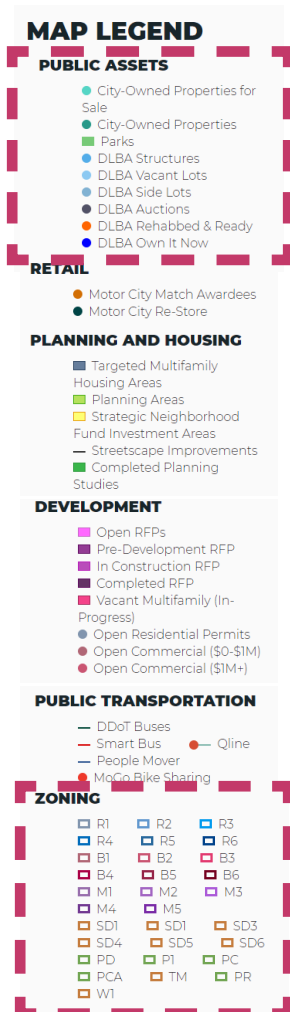 MAP LEGEND
PUBLIC ASSETS
City-Owned Properties for
Sale
City-Owned Properties
Parks
DLBA Structures
DLBA Vacant Lots
DLBA Side Lots
DLBA Auctions
DLBA Rehabbed & Ready
DLBA Own It Now
RETAIL
Motor City Match Awardees
Motor City Re-Store
PLANNING AND HOUSING
Targeted Multifamily
Housing Areas
Planning Areas
Strategic Neighborhood
Fund Investment Areas
Streetscape Improvements
Completed Planning
Studies
DEVELOPMENT
Open RFPs
Pre-Development RFP
In Construction RFP
Completed RFP
Vacant Multifamily (In-
Progress)
Open Residential Permits
Open Commercial ($0-$1M)
Open Commercial ($1M+)
PUBLIC TRANSPORTATION
DDoT Buses
Smart Bus Qline
People Mover
MoGo Bike Sharing
ZONING
R1 R2 R3
R4 R5 R6
B1 B2 B3
B4 B5 B6
M1 M2 M3
M4 M5
SD1 SD1 SD3
SD4 SD5 SD6
PD P1 PC
PCA TM PR
W1